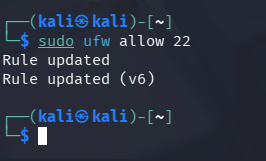 ┌──(kali㉿kali)-[~]
└─$ sudo ufw allow 22
Rule updated
Rule updated (v6)
┌──(kali㉿kali)-[~]
└─$